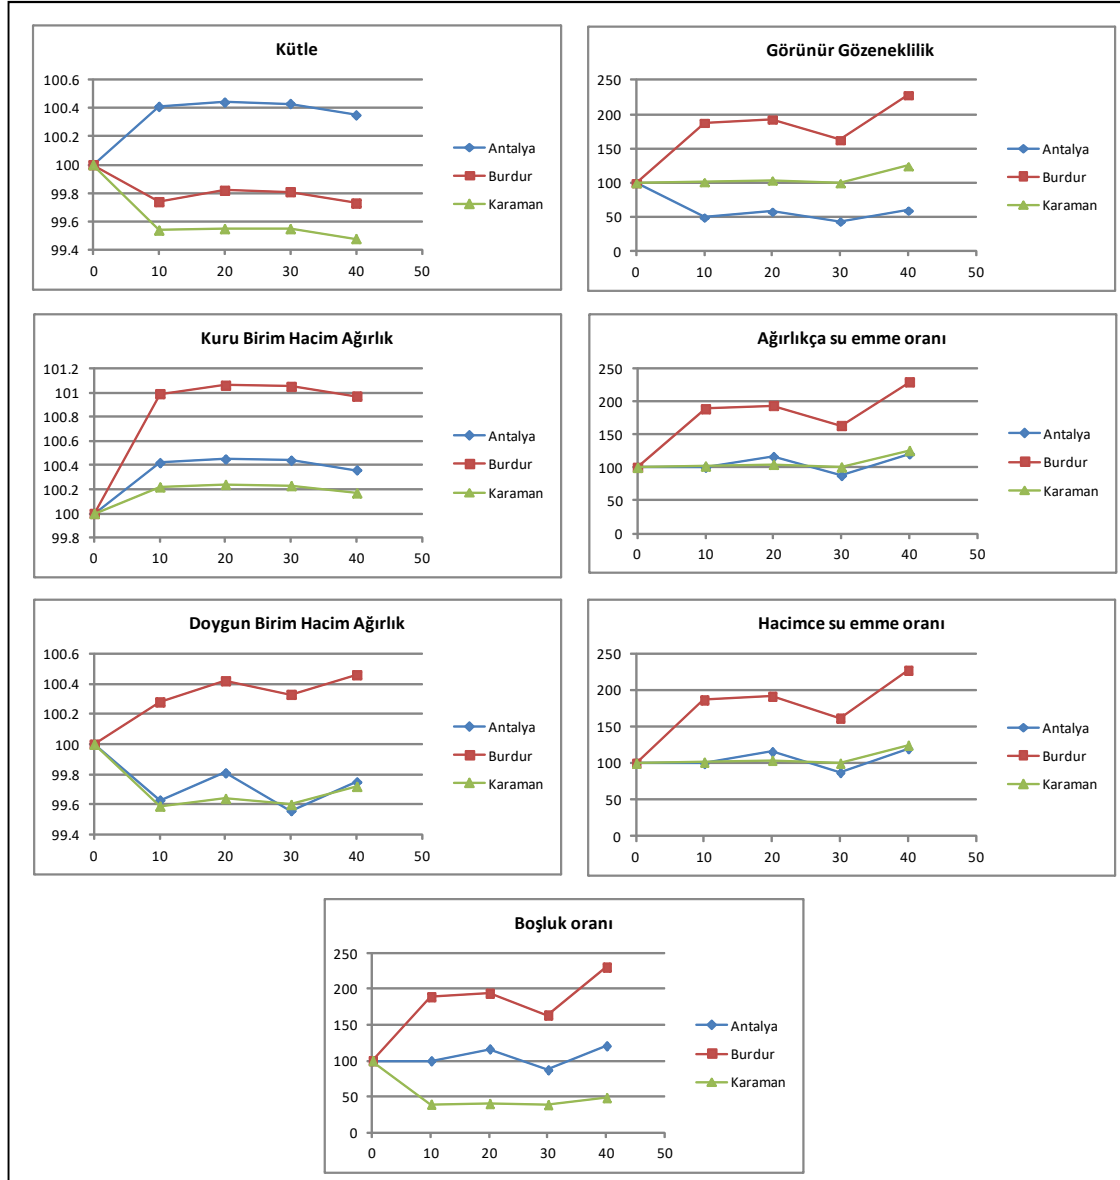 Kütle
100.6
100.4
100.2
100
99.8
99.6
99.4
0 10 20 30 40 50
Antalya
Burdur
Karaman
Görünür Gözeneklilik
250
200
150
100
50
0
0 10 20 30 40 50
Antalya
Burdur
Karaman
Kuru Birim Hacim Ağırlık
101.2
101
100.8
100.6
100.4
100.2
100
99.8
0 10 20 30 40 50
Antalya
Burdur
Karaman
Ağırlıkça su emme oranı
250
200
150
100
50
0
0 10 20 30 40 50
Antalya
Burdur
Karaman
Doygun Birim Hacim Ağırlık
100.6
100.4
100.2
100
99.8
99.6
99.4
0 10 20 30 40 50
Antalya
Burdur
Karaman
Hacimce su emme oranı
250
200
150
100
50
0
0 10 20 30 40 50
Antalya
Burdur
Karaman
Boşluk oranı
250
200
150
100
50
0
0 10 20 30 40 50
Antalya
Burdur
Karaman